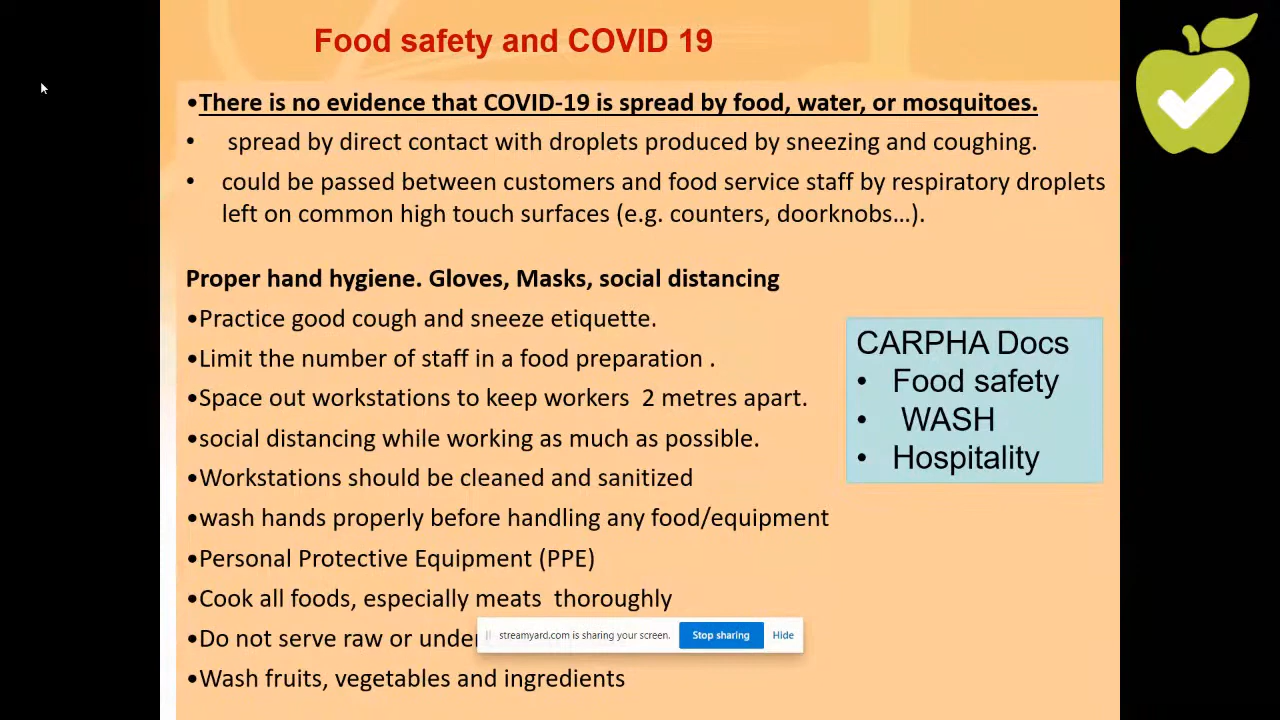 Food safety and COVID 19
•There is no evidence that COVID-19 is spread by food, water, or mosquitoes.
• spread by direct contact with droplets produced by sneezing and coughing.
• could be passed between customers and food service staff by respiratory droplets
left on common high touch surfaces (e.g. counters, doorknobs…).
Proper hand hygiene. Gloves, Masks, social distancing
•Practice good cough and sneeze etiquette.
•Limit the number of staff in a food preparation .
•Space out workstations to keep workers 2 metres apart.
•social distancing while working as much as possible.
•Workstations should be cleaned and sanitized
•wash hands properly before handling any food/equipment
•Personal Protective Equipment (PPE)
•Cook all foods, especially meats thoroughly
•Do not serve raw or
•Wash fruits, vegetables and ingredients
CARPHA Docs
• Food safety
• WASH
• Hospitality
streamyard.com is sharing your screen. Stop sharing Hide